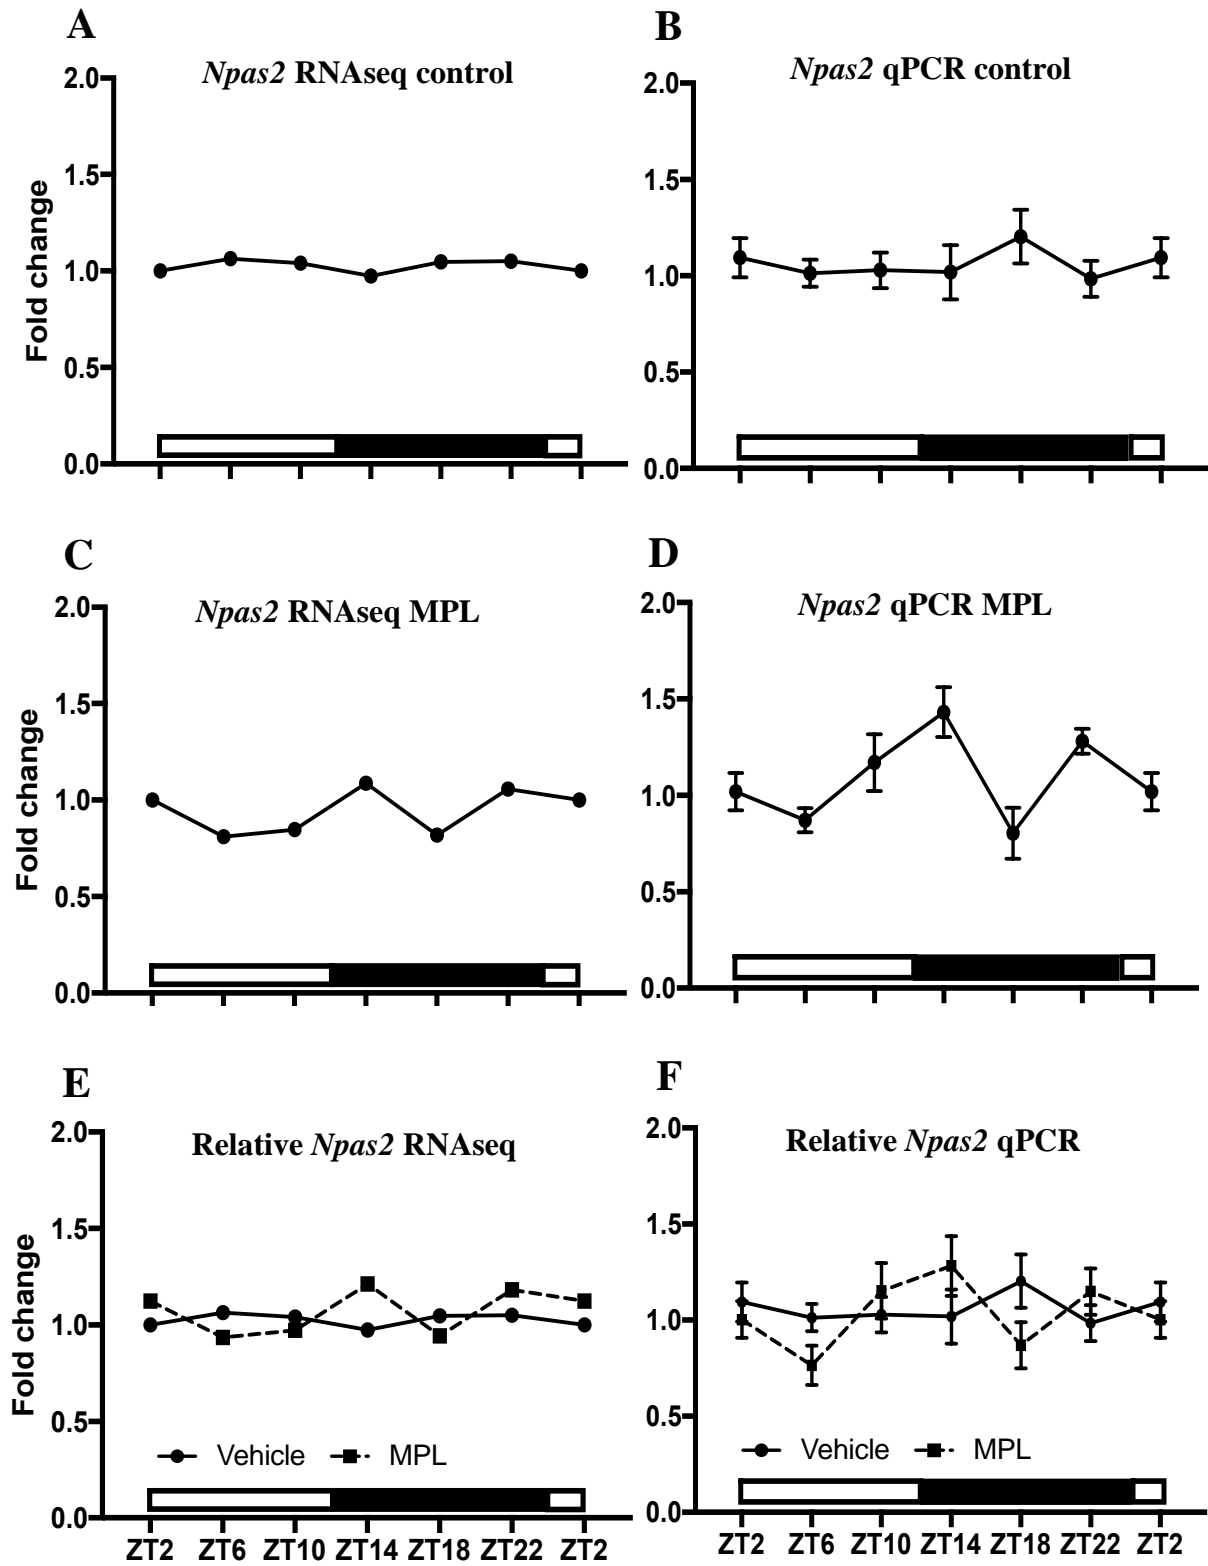 A
Npas2 RNAseq control
2.0
1.5
1.0
0.5
0.0
Fold change
B
Npas2 qPCR control
2.0
1.5
1.0
0.5
0.0
C
Npas2 RNAseq MPL
2.0
1.5
1.0
0.5
0.0
Fold change
D
Npas2 qPCR MPL
2.0
1.5
1.0
0.5
0.0
E
Relative Npas2 RNAseq
2.0
1.5
1.0
0.5
0.0
Fold change
Vehicle MPL
ZT2 ZT6 ZT10 ZT14 ZT18 ZT22 ZT2
F
Relative Npas2 qPCR
2.0
1.5
1.0
0.5
0.0
Vehicle MPL
ZT2 ZT6 ZT10 ZT14 ZT18 ZT22 ZT2